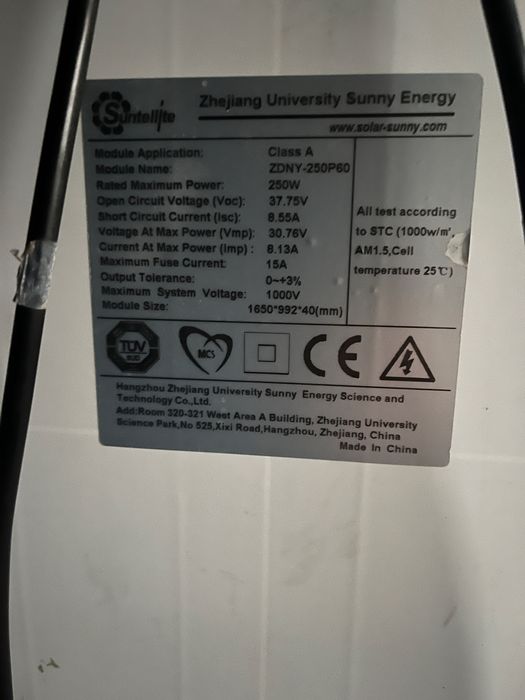 Suntellite
Zhejiang University Sunny Energy
www.solar-sunny.com
Module Application: Class A
Module Name: ZDNY-250P60
Rated Maximum Power: 250W
Open Circuit Voltage (Voc): 37.75V
Short Circuit Current (Isc): 8.55A
Voltage At Max Power (Vmp): 30.76V
Current At Max Power (Imp) : 8.13A
Maximum Fuse Current: 15A
Output Tolerance: 0~+3%
Maximum System Voltage: 1000V
Module Size: 1650*992*40(mm)
All test according
to STC (1000w/m²,
AM1.5,Cell
temperature 25℃)
TÜV
SÜD
MCS
CE
Hangzhou Zhejiang University Sunny Energy Science and
Technology Co.,Ltd.
Add:Room 320-321 West Area A Building, Zhejiang University
Science Park,No 525,Xixi Road,Hangzhou, Zhejiang, China
Made In China